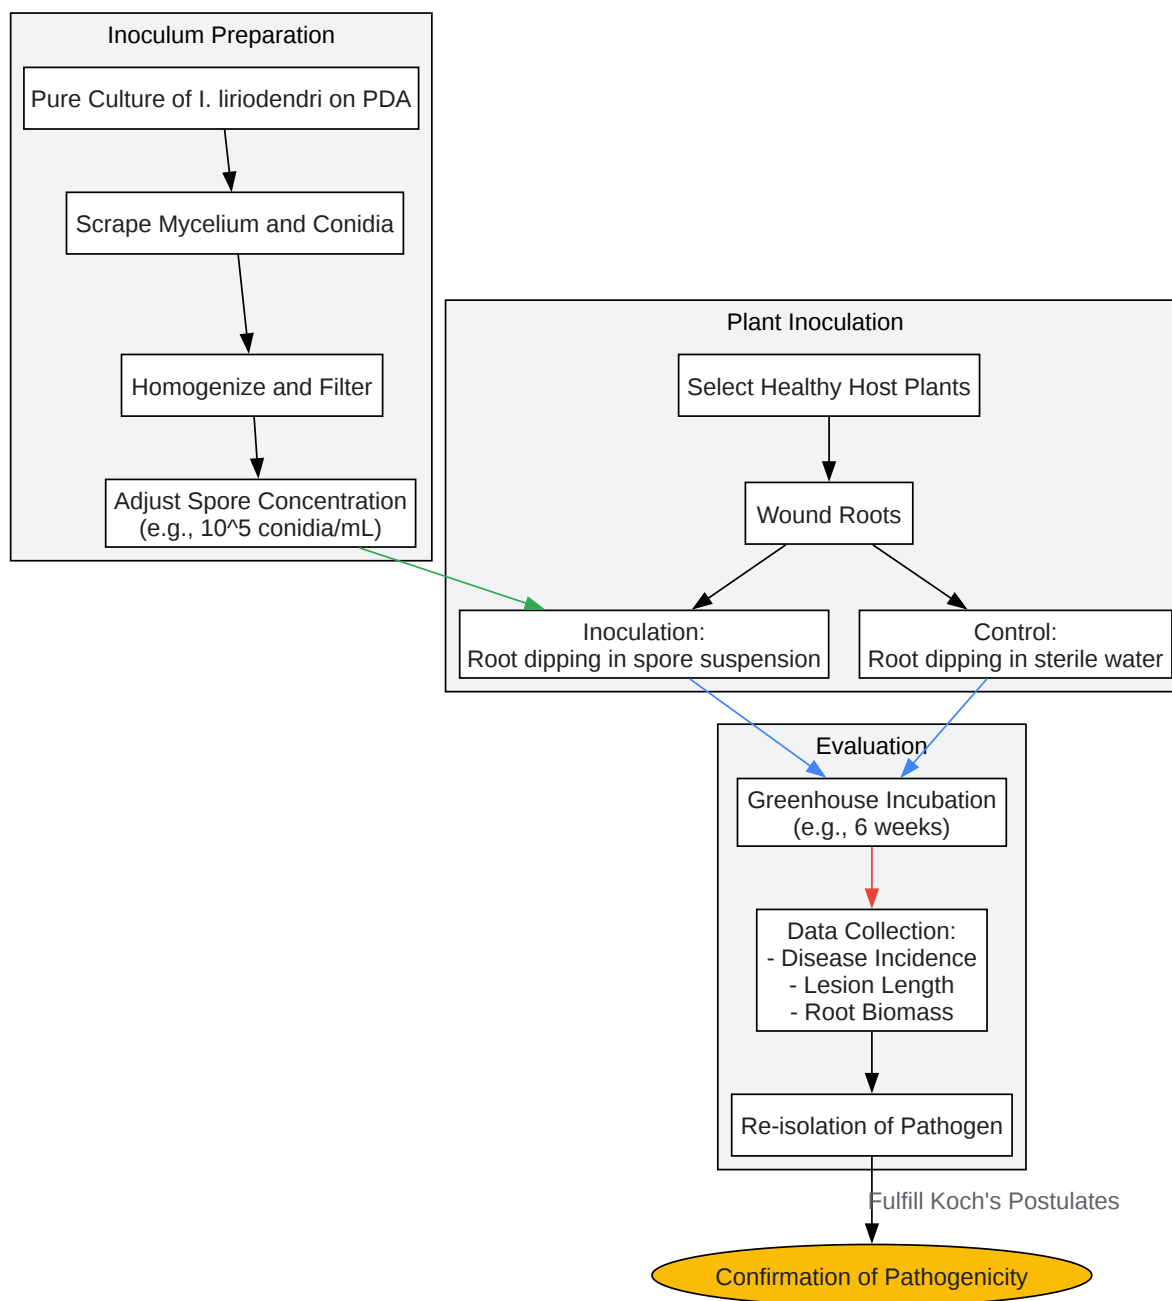 Inoculum Preparation
Pure Culture of I. liriodendri on PDA
Scrape Mycelium and Conidia
Homogenize and Filter
Adjust Spore Concentration
(e.g., 10^5 conidia/mL)
Plant Inoculation
Select Healthy Host Plants
Wound Roots
Inoculation:
Root dipping in spore suspension
Control:
Root dipping in sterile water
Evaluation
Greenhouse Incubation
(e.g., 6 weeks)
Data Collection:
- Disease Incidence
- Lesion Length
- Root Biomass
Re-isolation of Pathogen
Fulfill Koch's Postulates
Confirmation of Pathogenicity